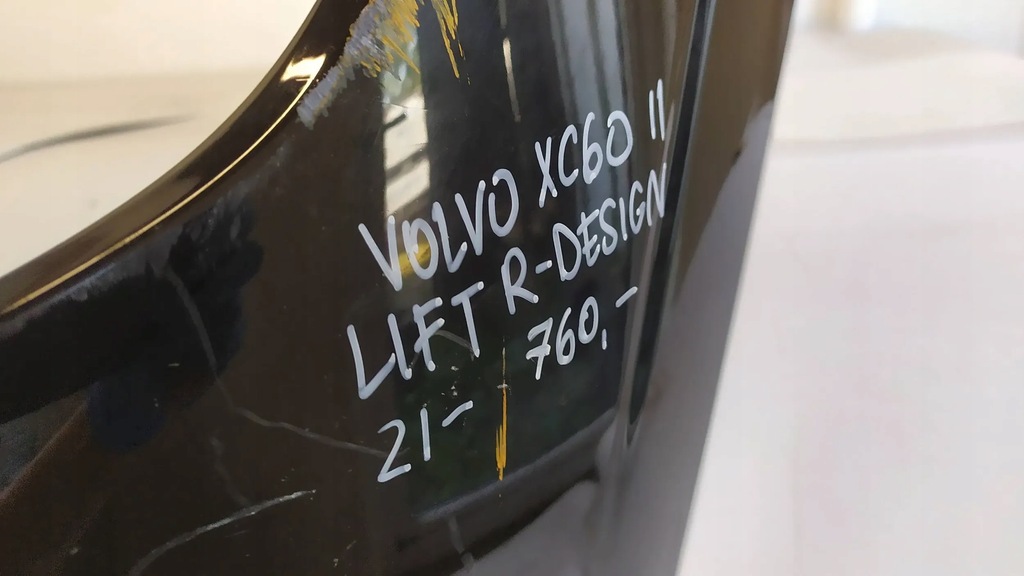 VOLVO XC60 II
LIFT R-DESIGN
21- 760,-